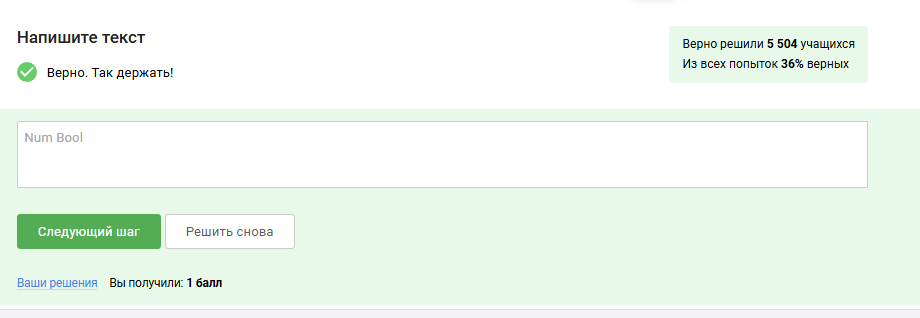 Напишите текст
Верно. Так держать!
Верно решили 5 504 учащихся
Из всех попыток 36% верных
Num Bool
Следующий шаг
Решить снова
Ваши решения Вы получили: 1 балл